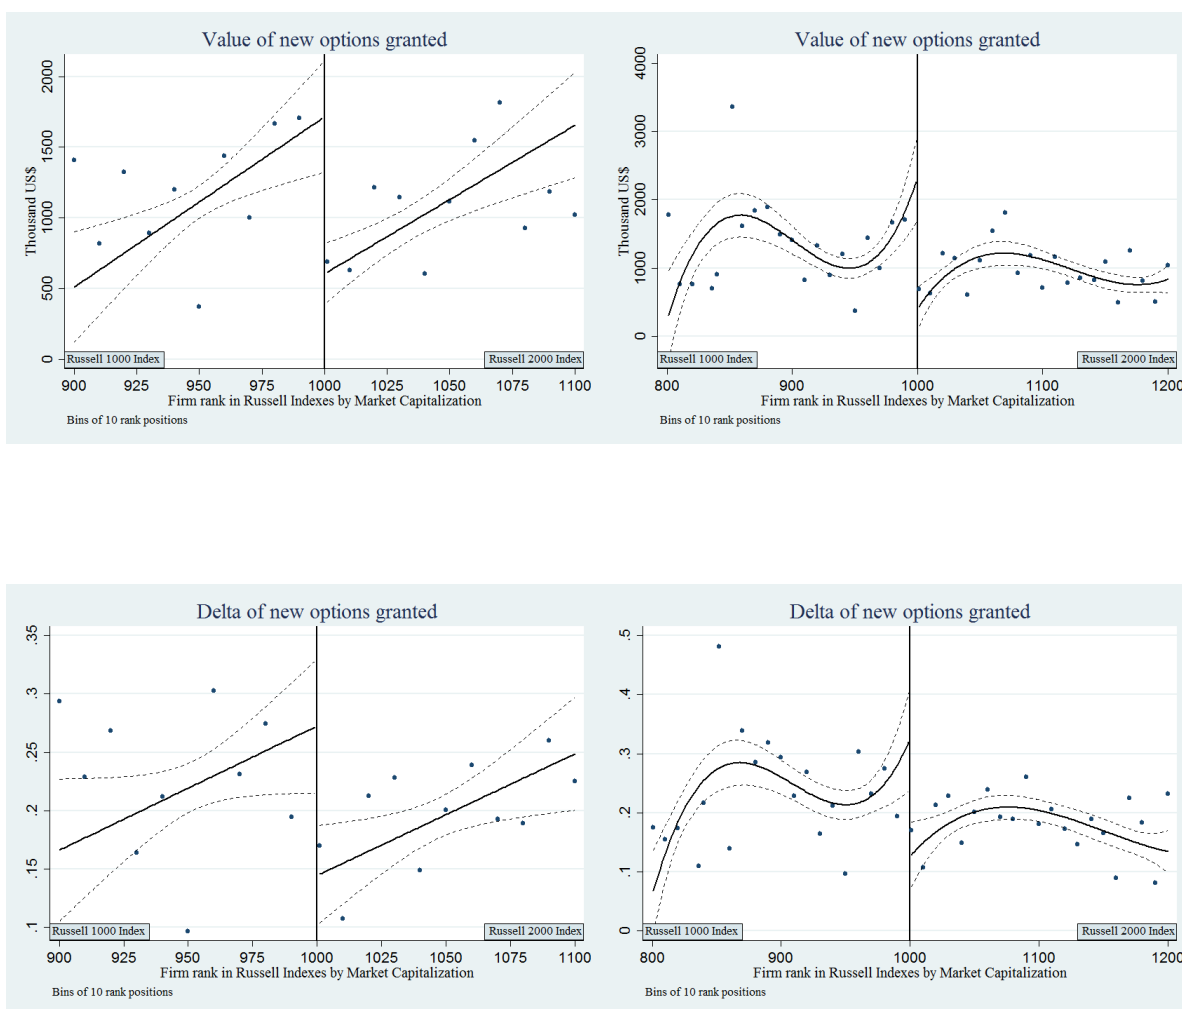 Value of new options granted
Thousand US$
2000
1500
1000
500
0
Russell 1000 Index
Russell 2000 Index
900 925 950 975 1000 1025 1050 1075 1100
Firm rank in Russell Indexes by Market Capitalization
Bins of 10 rank positions
Value of new options granted
Thousand US$
4000
3000
2000
1000
0
Russell 1000 Index
Russell 2000 Index
800 900 1000 1100 1200
Firm rank in Russell Indexes by Market Capitalization
Bins of 10 rank positions
Delta of new options granted
.35
.3
.25
.2
.15
.1
Russell 1000 Index
Russell 2000 Index
900 925 950 975 1000 1025 1050 1075 1100
Firm rank in Russell Indexes by Market Capitalization
Bins of 10 rank positions
Delta of new options granted
.5
.4
.3
.2
.1
0
Russell 1000 Index
Russell 2000 Index
800 900 1000 1100 1200
Firm rank in Russell Indexes by Market Capitalization
Bins of 10 rank positions